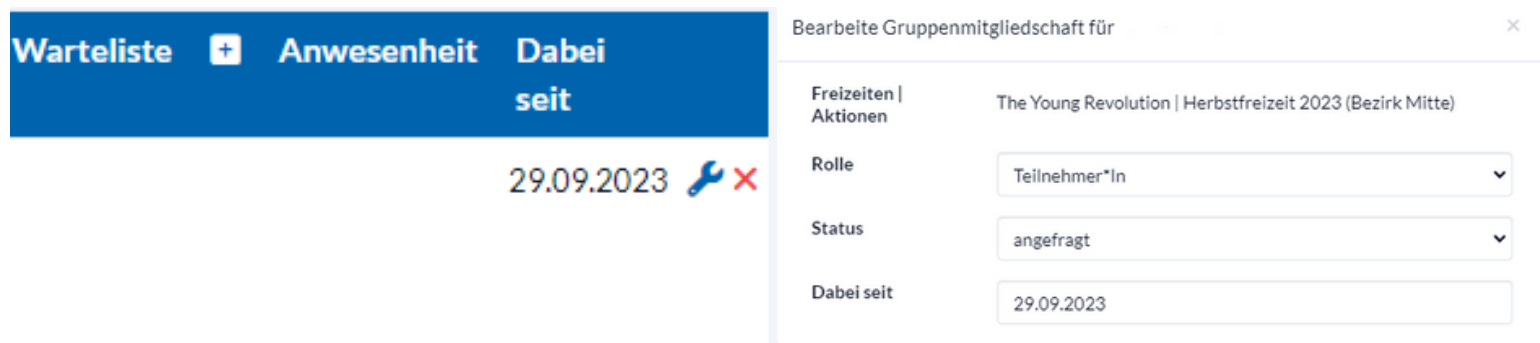 Warteliste + Anwesenheit Dabei
seit
29.09.2023
Bearbeite Gruppenmitgliedschaft für
Freizeiten |
Aktionen
The Young Revolution | Herbstfreizeit 2023 (Bezirk Mitte)
Rolle
Teilnehmer*In
Status
angefragt
Dabei seit
29.09.2023